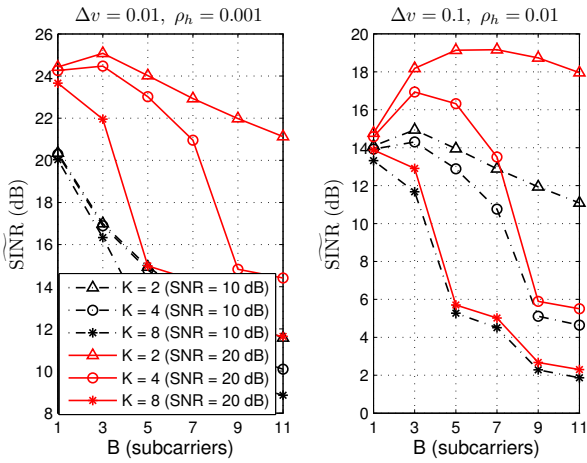 Δv = 0.01, ρ_h = 0.001
26
24
22
20
18
16
14
12
10
8
SINR (dB)
K = 2 (SNR = 10 dB)
K = 4 (SNR = 10 dB)
K = 8 (SNR = 10 dB)
K = 2 (SNR = 20 dB)
K = 4 (SNR = 20 dB)
K = 8 (SNR = 20 dB)
1 3 5 7 9 11
B (subcarriers)
Δv = 0.1, ρ_h = 0.01
20
18
16
14
12
10
8
6
4
2
0
SINR (dB)
1 3 5 7 9 11
B (subcarriers)